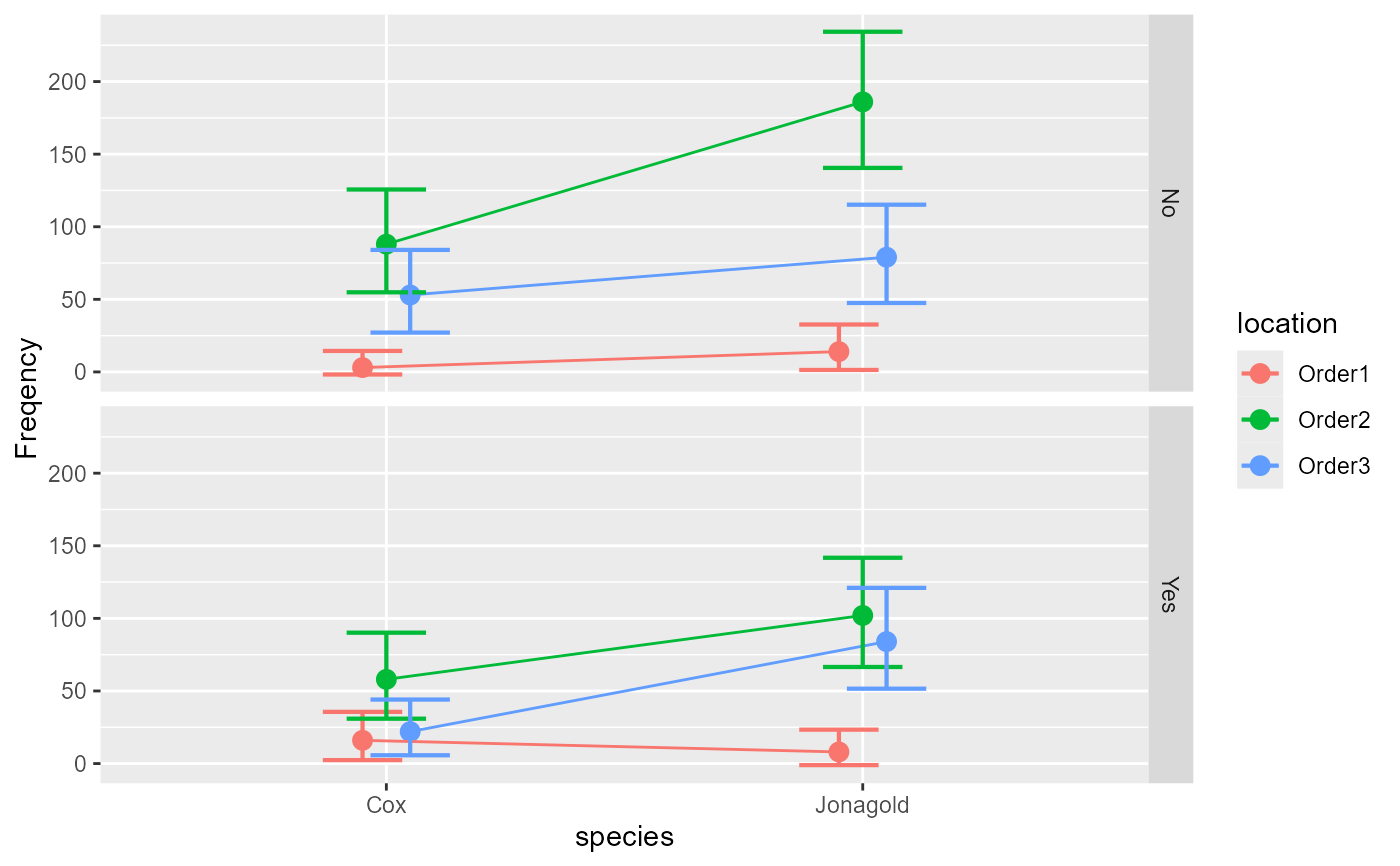 Freqency
200
150
100
50
0
No
200
150
100
50
0
Yes
Cox
Jonagold
species
location
Order1
Order2
Order3